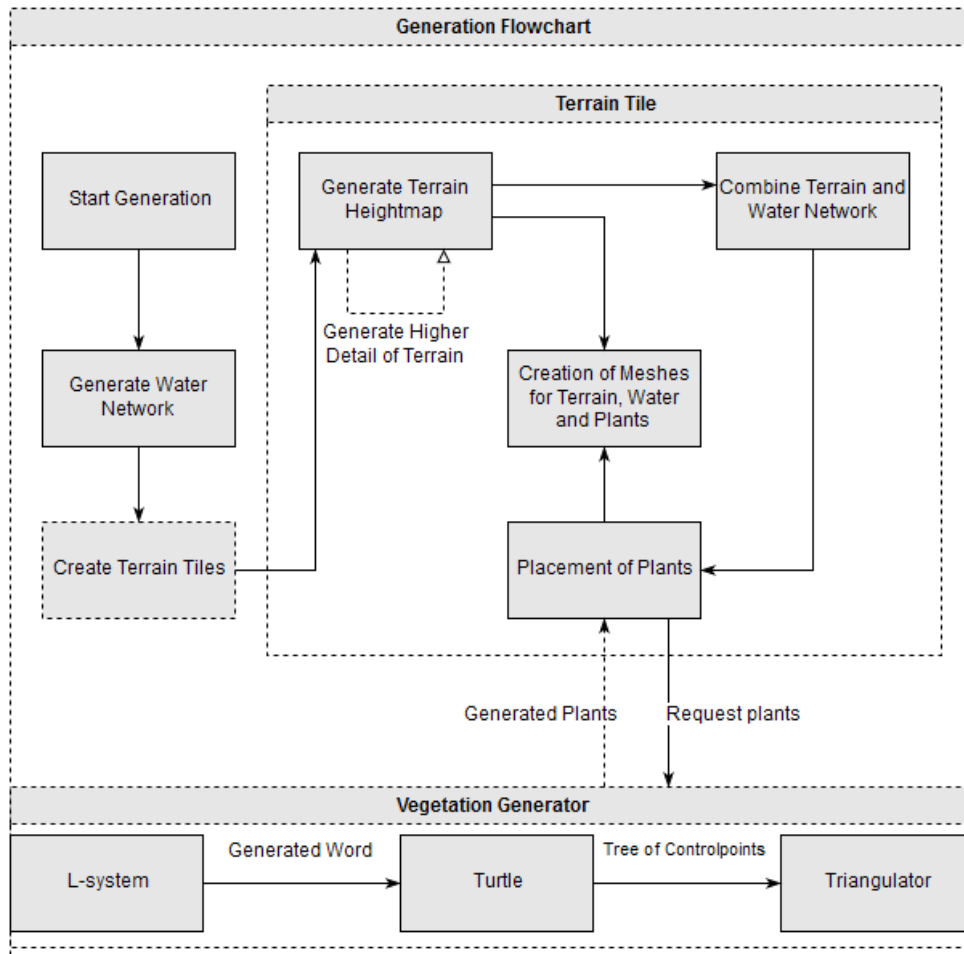 Generation Flowchart
Terrain Tile
Start Generation
Generate Terrain
Heightmap
Combine Terrain and
Water Network
Generate Higher
Detail of Terrain
Generate Water
Network
Creation of Meshes
for Terrain, Water
and Plants
Create Terrain Tiles
Placement of Plants
Generated Plants
Request plants
Vegetation Generator
L-system
Generated Word
Turtle
Tree of Controlpoints
Triangulator